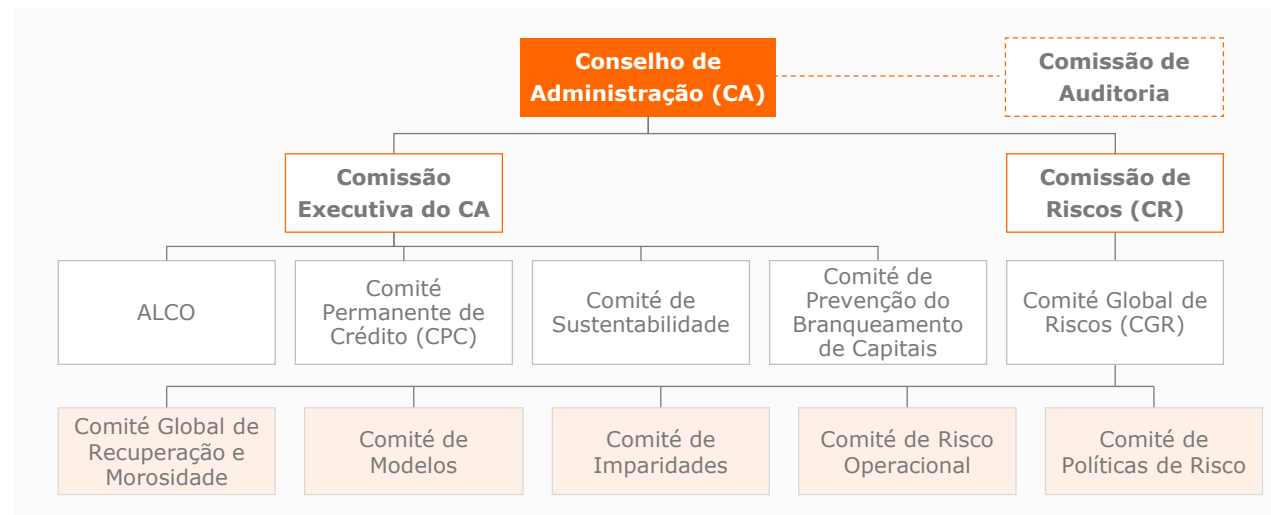 Conselho de
Administração (CA)
Comissão de
Auditoria
Comissão
Executiva do CA
Comissão de
Riscos (CR)
ALCO
Comité
Permanente de
Crédito (CPC)
Comité de
Sustentabilidade
Comité de
Prevenção do
Branqueamento
de Capitais
Comité Global de
Riscos (CGR)
Comité Global de
Recuperação e
Morosidade
Comité de
Modelos
Comité de
Imparidades
Comité de Risco
Operacional
Comité de
Políticas de Risco